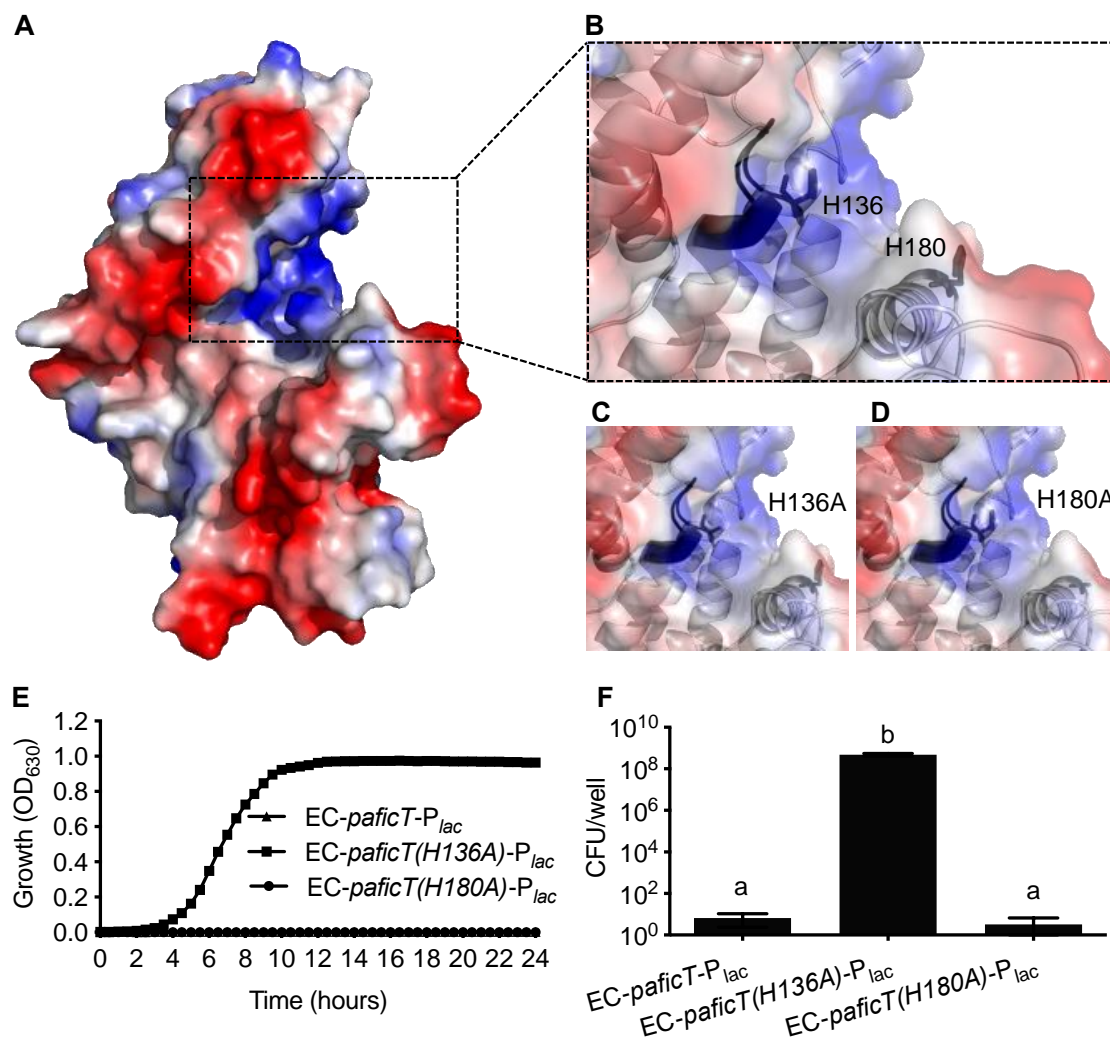 A
B
H136
H180
C
D
H136A
H180A
E
1.2
1.0
0.8
0.6
0.4
0.2
0.0
Growth (OD630)
EC-paficT-Plac
EC-paficT(H136A)-Plac
EC-paficT(H180A)-Plac
0 2 4 6 8 10 12 14 16 18 20 22 24
Time (hours)
F
10^10
10^8
10^6
10^4
10^2
10^0
CFU/well
a
b
a
EC-paficT-Plac
EC-paficT(H136A)-Plac
EC-paficT(H180A)-Plac